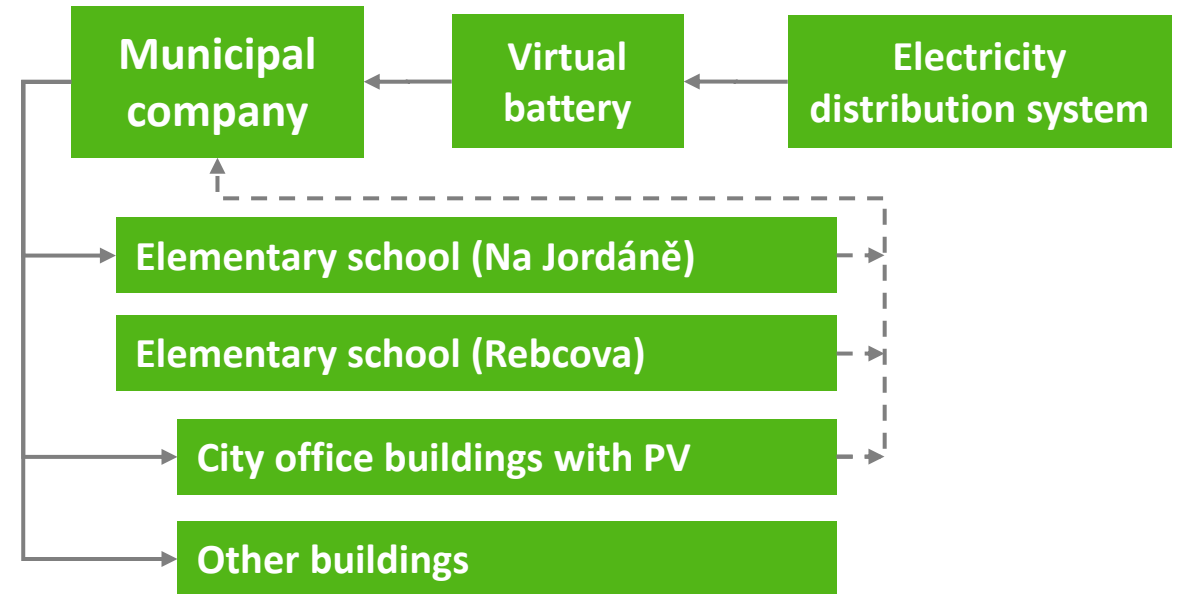 Municipal
company
Virtual
battery
Electricity
distribution system
Elementary school (Na Jordáně)
Elementary school (Rebcova)
City office buildings with PV
Other buildings